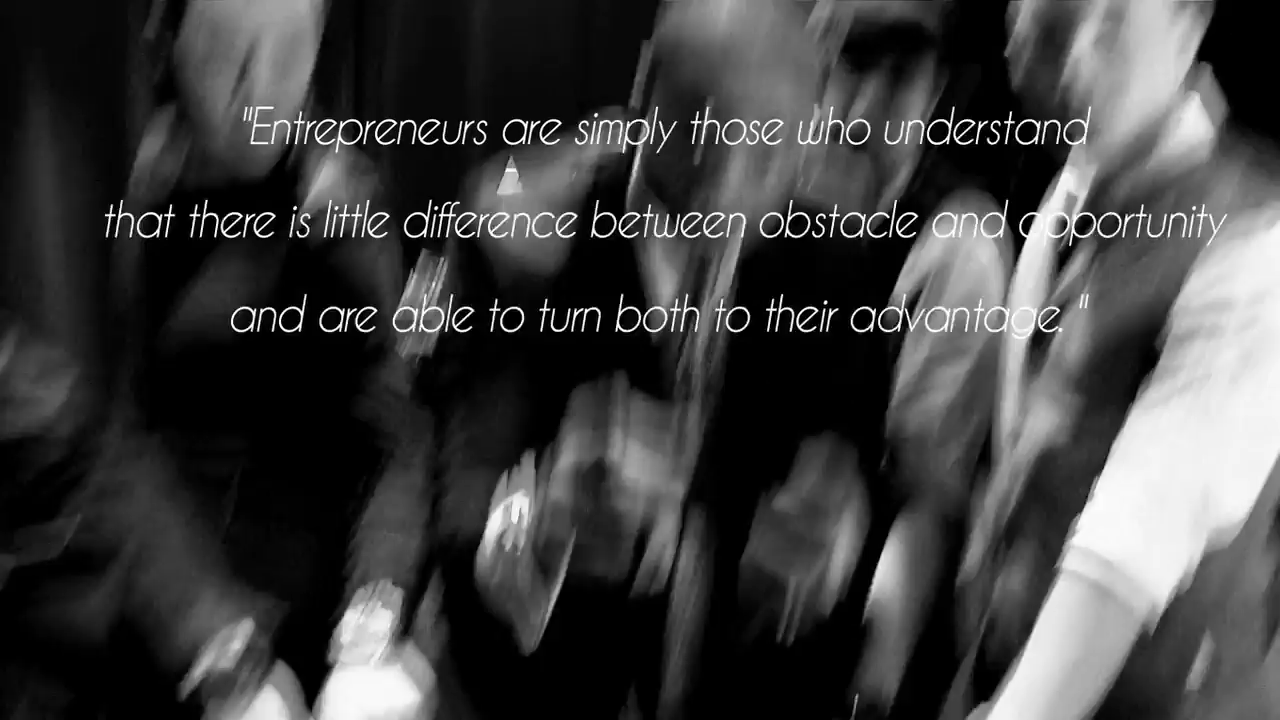 "Entrepreneurs are simply those who understand
that there is little difference between obstacle and opportunity
and are able to turn both to their advantage."